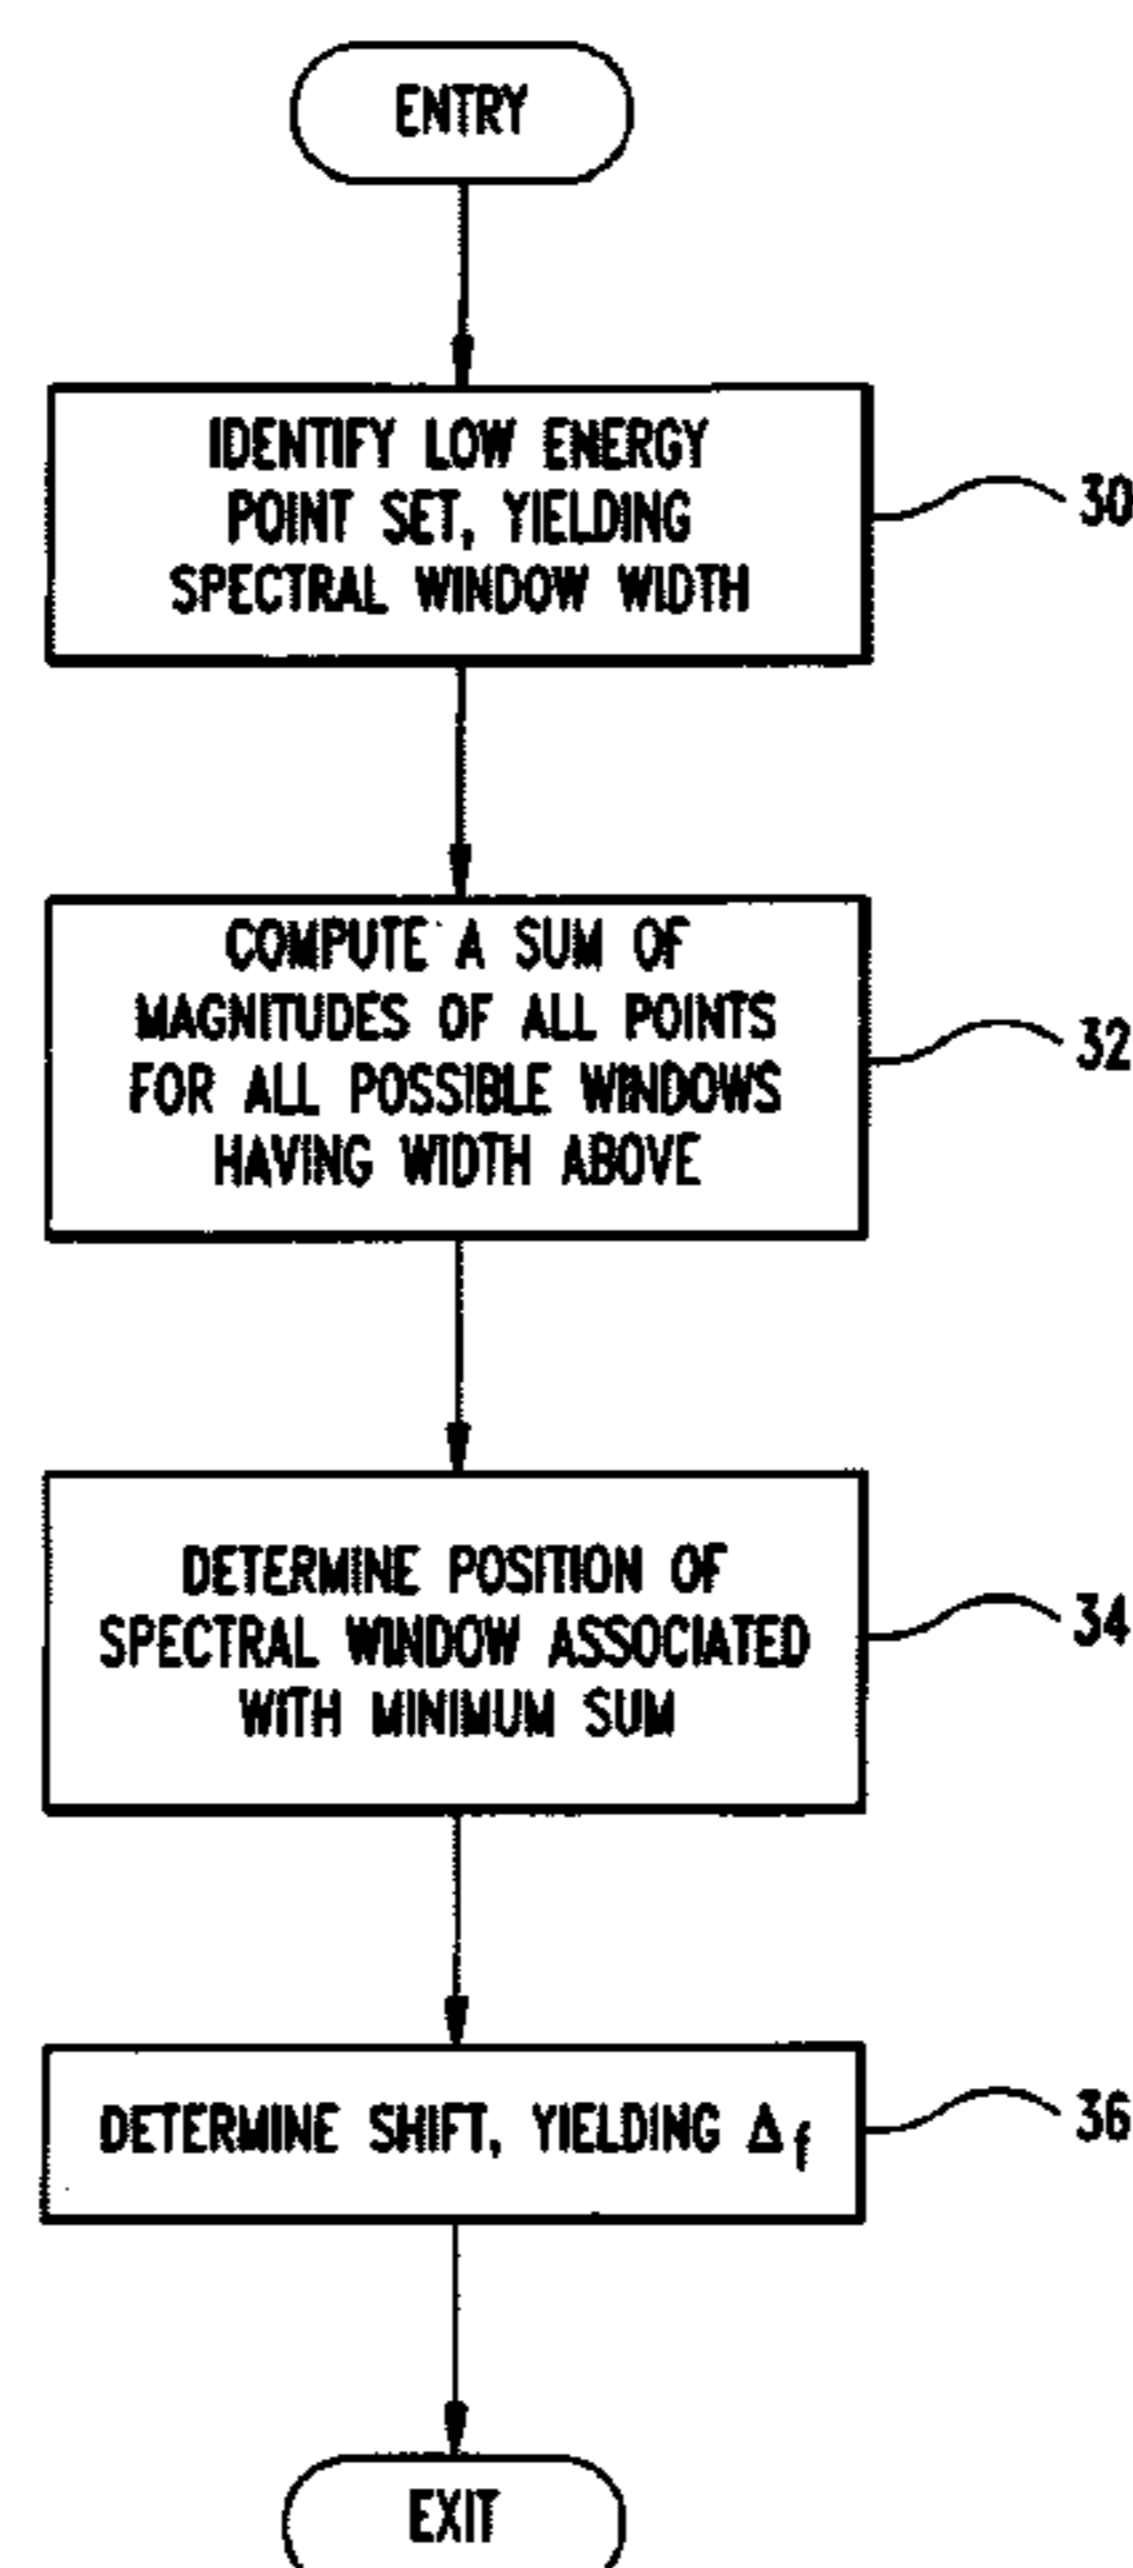 ENTRY
IDENTIFY LOW ENERGY
POINT SET, YIELDING
SPECTRAL WINDOW WIDTH
30
COMPUTE A SUM OF
MAGNITUDES OF ALL POINTS
FOR ALL POSSIBLE WINDOWS
HAVING WIDTH ABOVE
32
DETERMINE POSITION OF
SPECTRAL WINDOW ASSOCIATED
WITH MINIMUM SUM
34
DETERMINE SHIFT, YIELDING Δf
36
EXIT